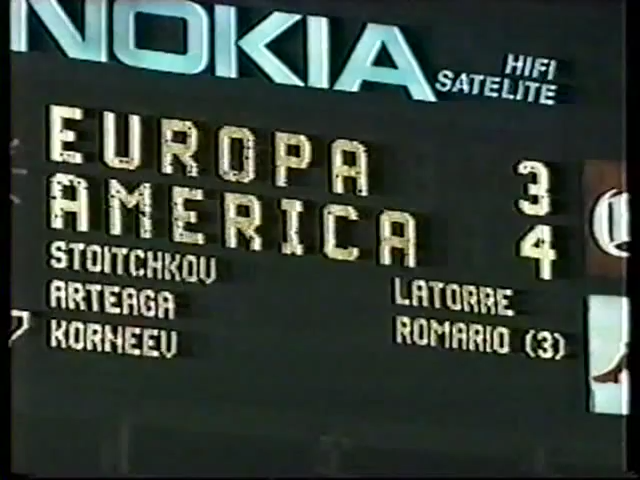 NOKIA
HIFI
SATELITE
EUROPA 3
AMERICA 4
STOITCHKOV
ARTEAGA LATORRE
KORNEEV ROMARIO (3)